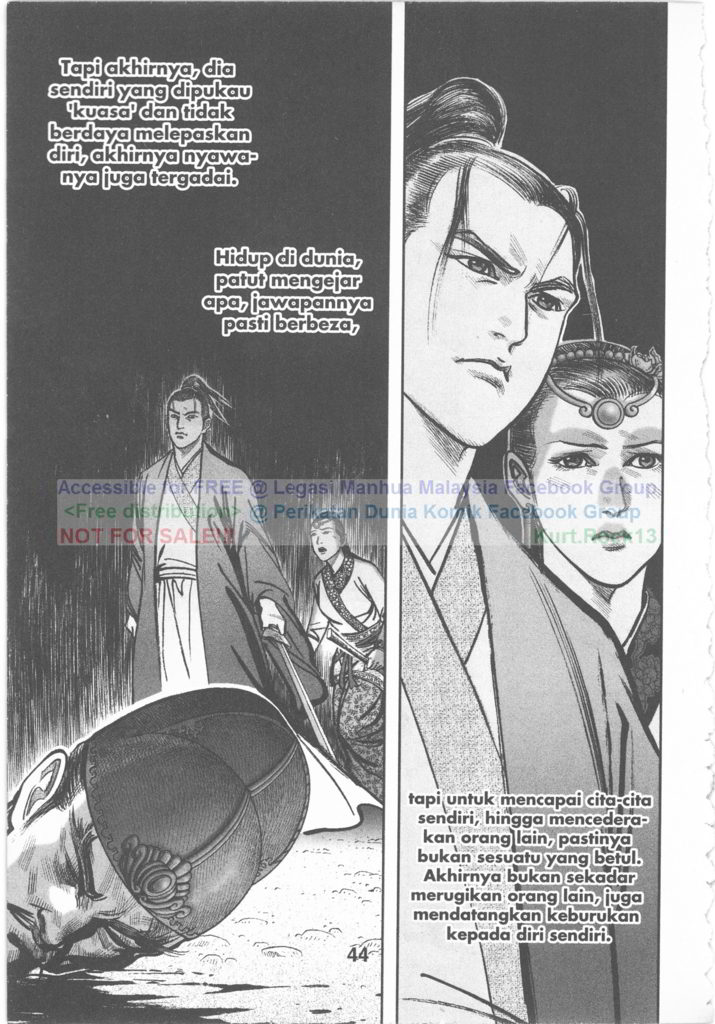 Tapi akhirnya, dia
sendiri yang dipukau
'kuasa' dan tidak
berdaya melepaskan
diri, akhirnya nyawa-
nya juga tergadai.
Hidup di dunia,
patut mengejar
apa, jawapannya
pasti berbeza,
Accessible for FREE @ Legasi Manhua Malaysia Facebook Group
<Free distribution> @ Perikatan Dunia Komik Facebook Group
NOT FOR SALE!!! Kurt.Rock13
tapi untuk mencapai cita-cita
sendiri, hingga mencedera-
kan orang lain, pastinya
bukan sesuatu yang betul.
Akhirnya bukan sekadar
merugikan orang lain, juga
mendatangkan keburukan
kepada diri sendiri.
44